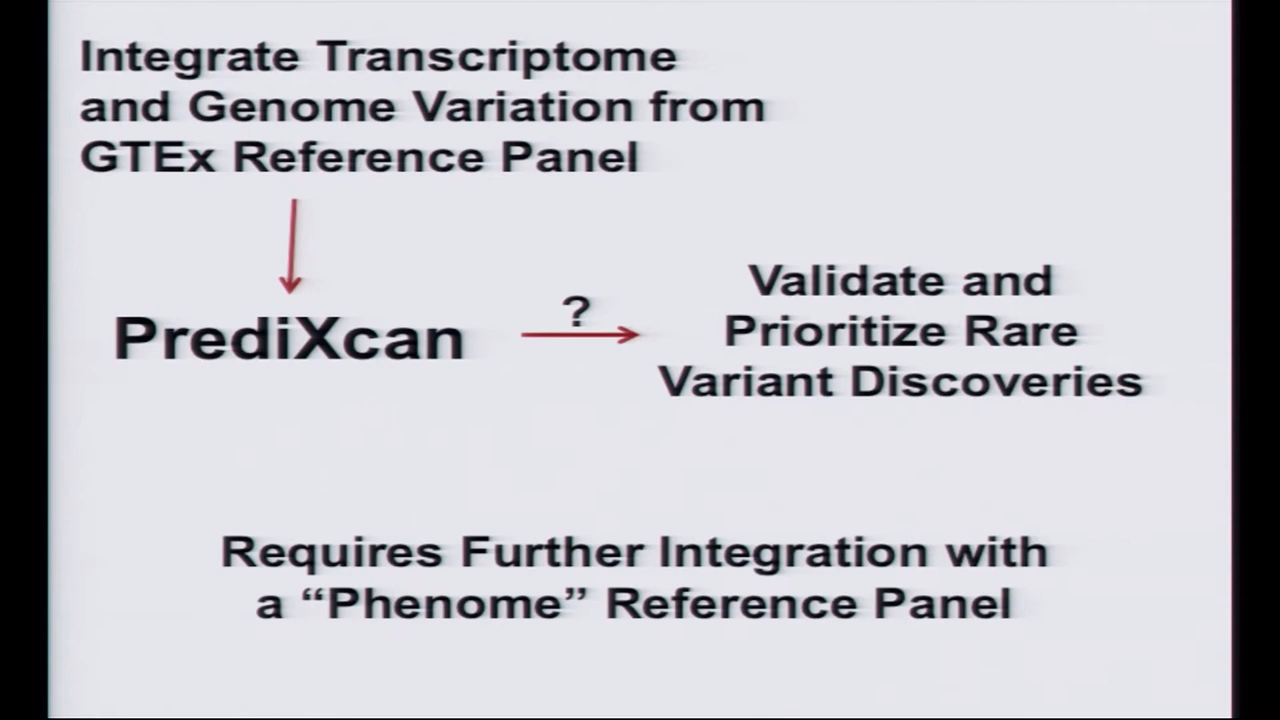 Integrate Transcriptome
and Genome Variation from
GTEx Reference Panel
PrediXcan
?
Validate and
Prioritize Rare
Variant Discoveries
Requires Further Integration with
a “Phenome” Reference Panel